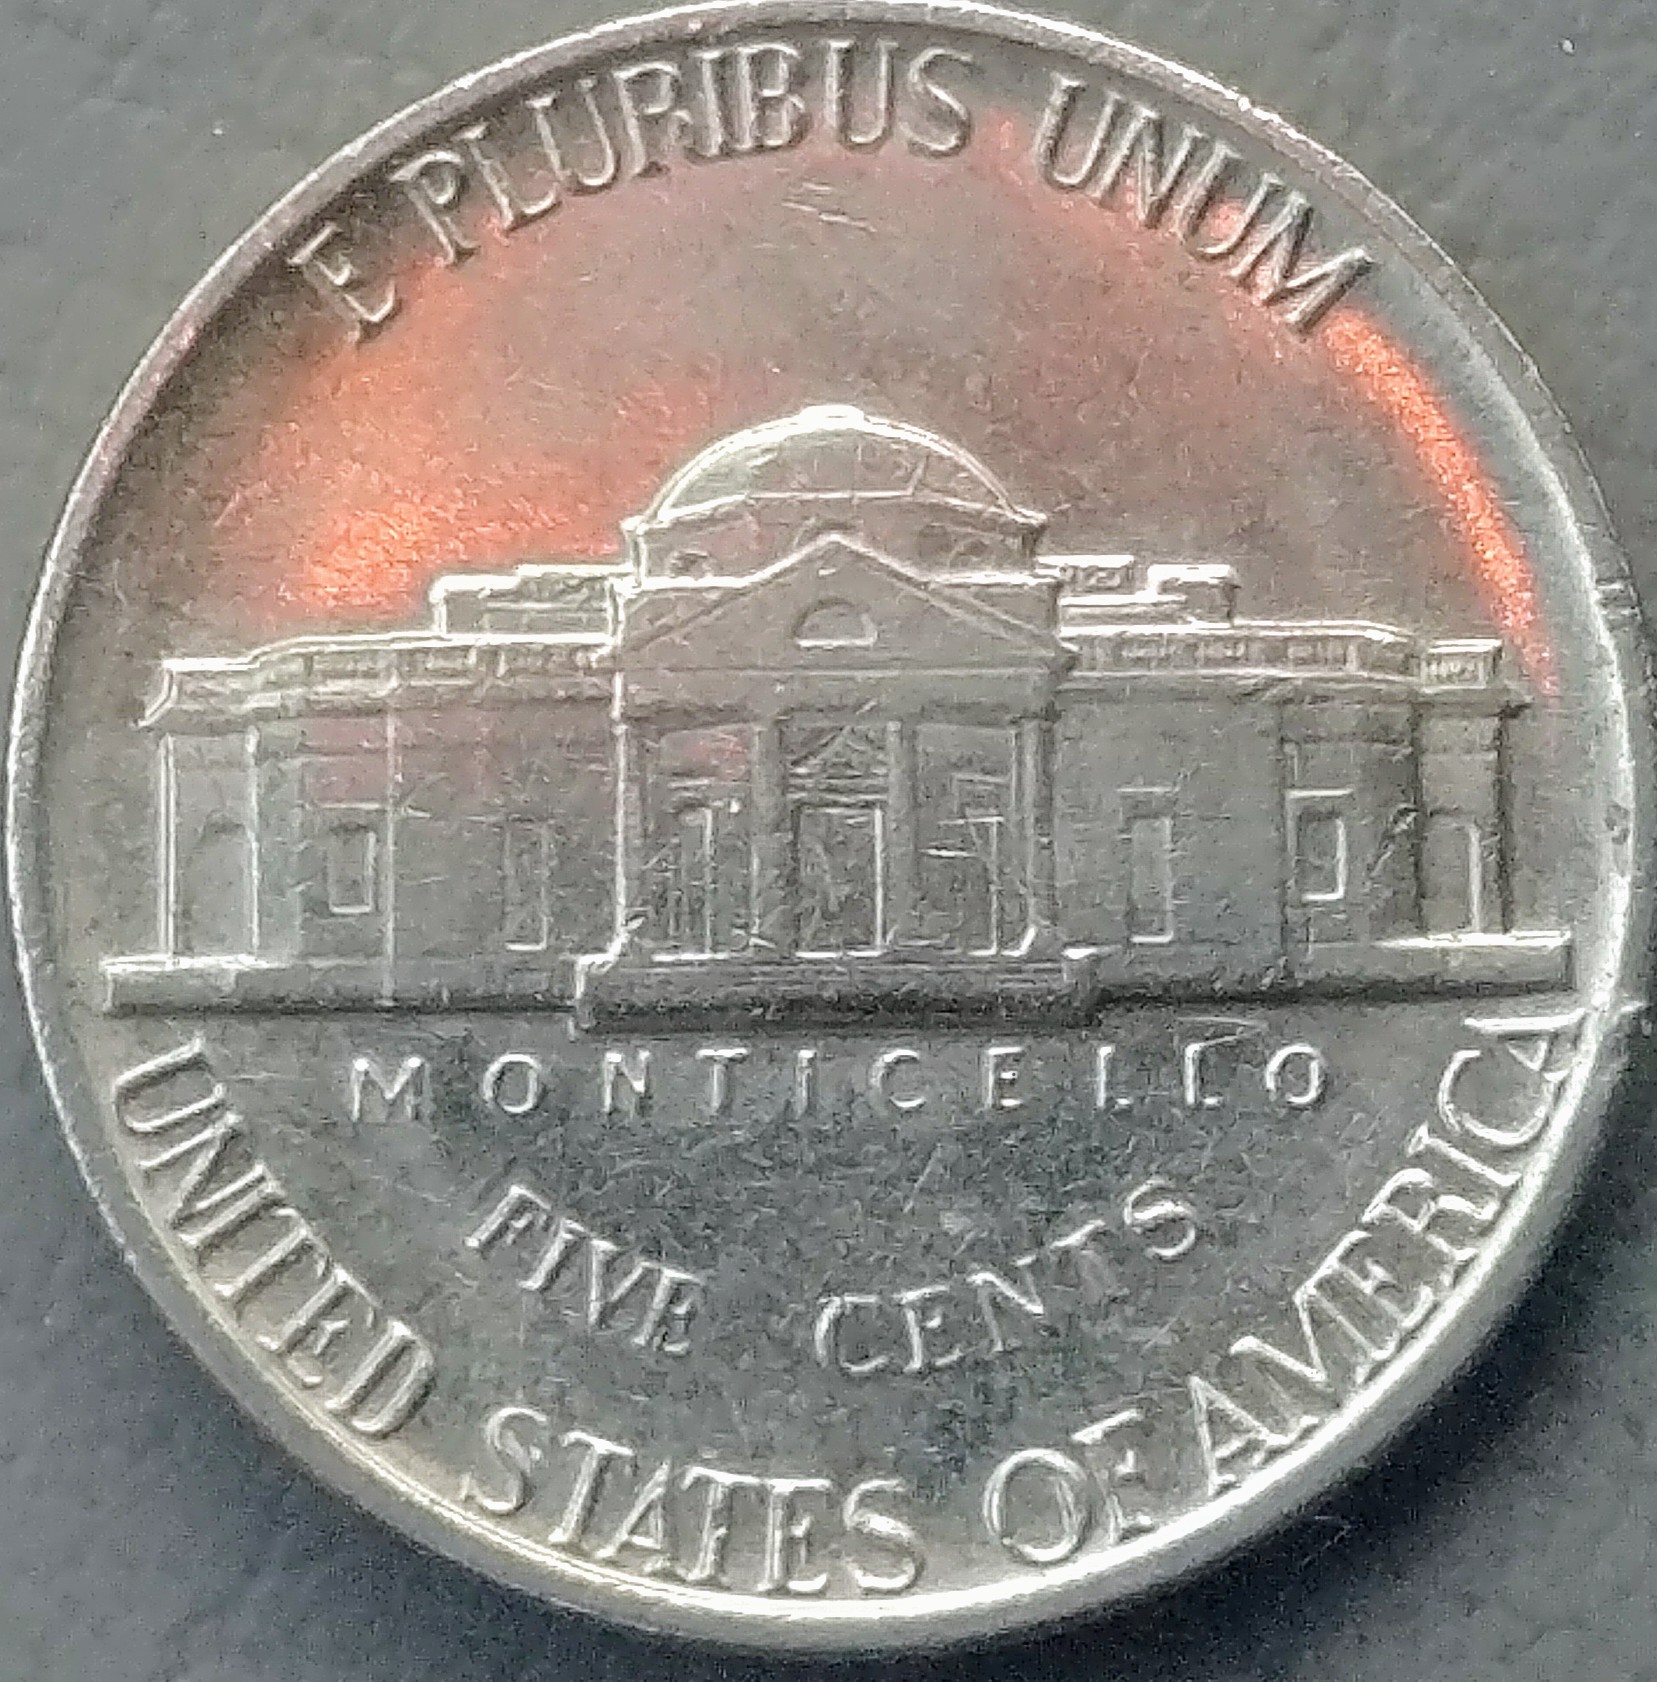 E PLURIBUS UNUM
MONTICELLO
FIVE CENTS
UNITED STATES OF AMERICA